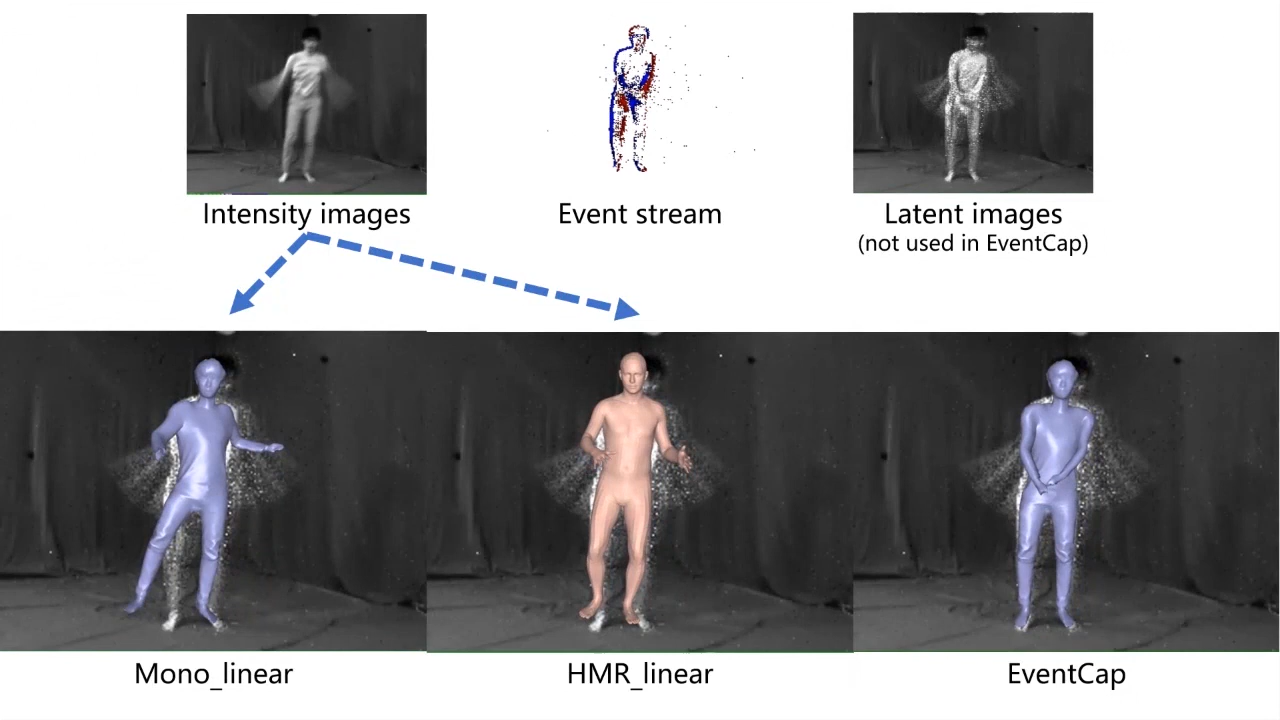 Intensity images
Event stream
Latent images
(not used in EventCap)
Mono_linear
HMR_linear
EventCap